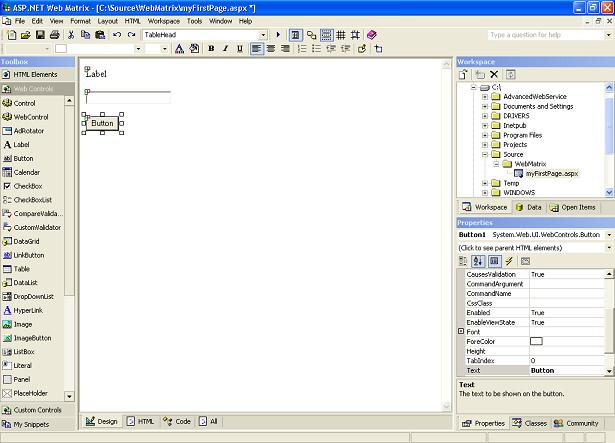 ASP.NET Web Matrix - [C:\Source\WebMatrix\myFirstPage.aspx *]
File Edit View Format Layout HTML Workspace Tools Window Help
TableHead
Type a question for help
B I U A
Toolbox
HTML Elements
Web Controls
Control
WebControl
AdRotator
Label
Button
Calendar
CheckBox
CheckBoxList
CompareValida...
CustomValidator
DataGrid
LinkButton
Table
DataList
DropDownList
HyperLink
Image
ImageButton
ListBox
Literal
Panel
PlaceHolder
Custom Controls
My Snippets
Label
Button
Design HTML Code All
Workspace
C:\
AdvancedWebService
Documents and Settings
DRIVERS
Inetpub
Program Files
Projects
Source
WebMatrix
myFirstPage.aspx
Temp
WINDOWS
Workspace Data Open Items
Properties
Button1 System.Web.UI.WebControls.Button
(Click to see parent HTML elements)
CausesValidation True
CommandArgument
CommandName
CssClass
Enabled True
EnableViewState True
Font
ForeColor
Height
TabIndex 0
Text Button
Text
The text to be shown on the button.
Properties Classes Community